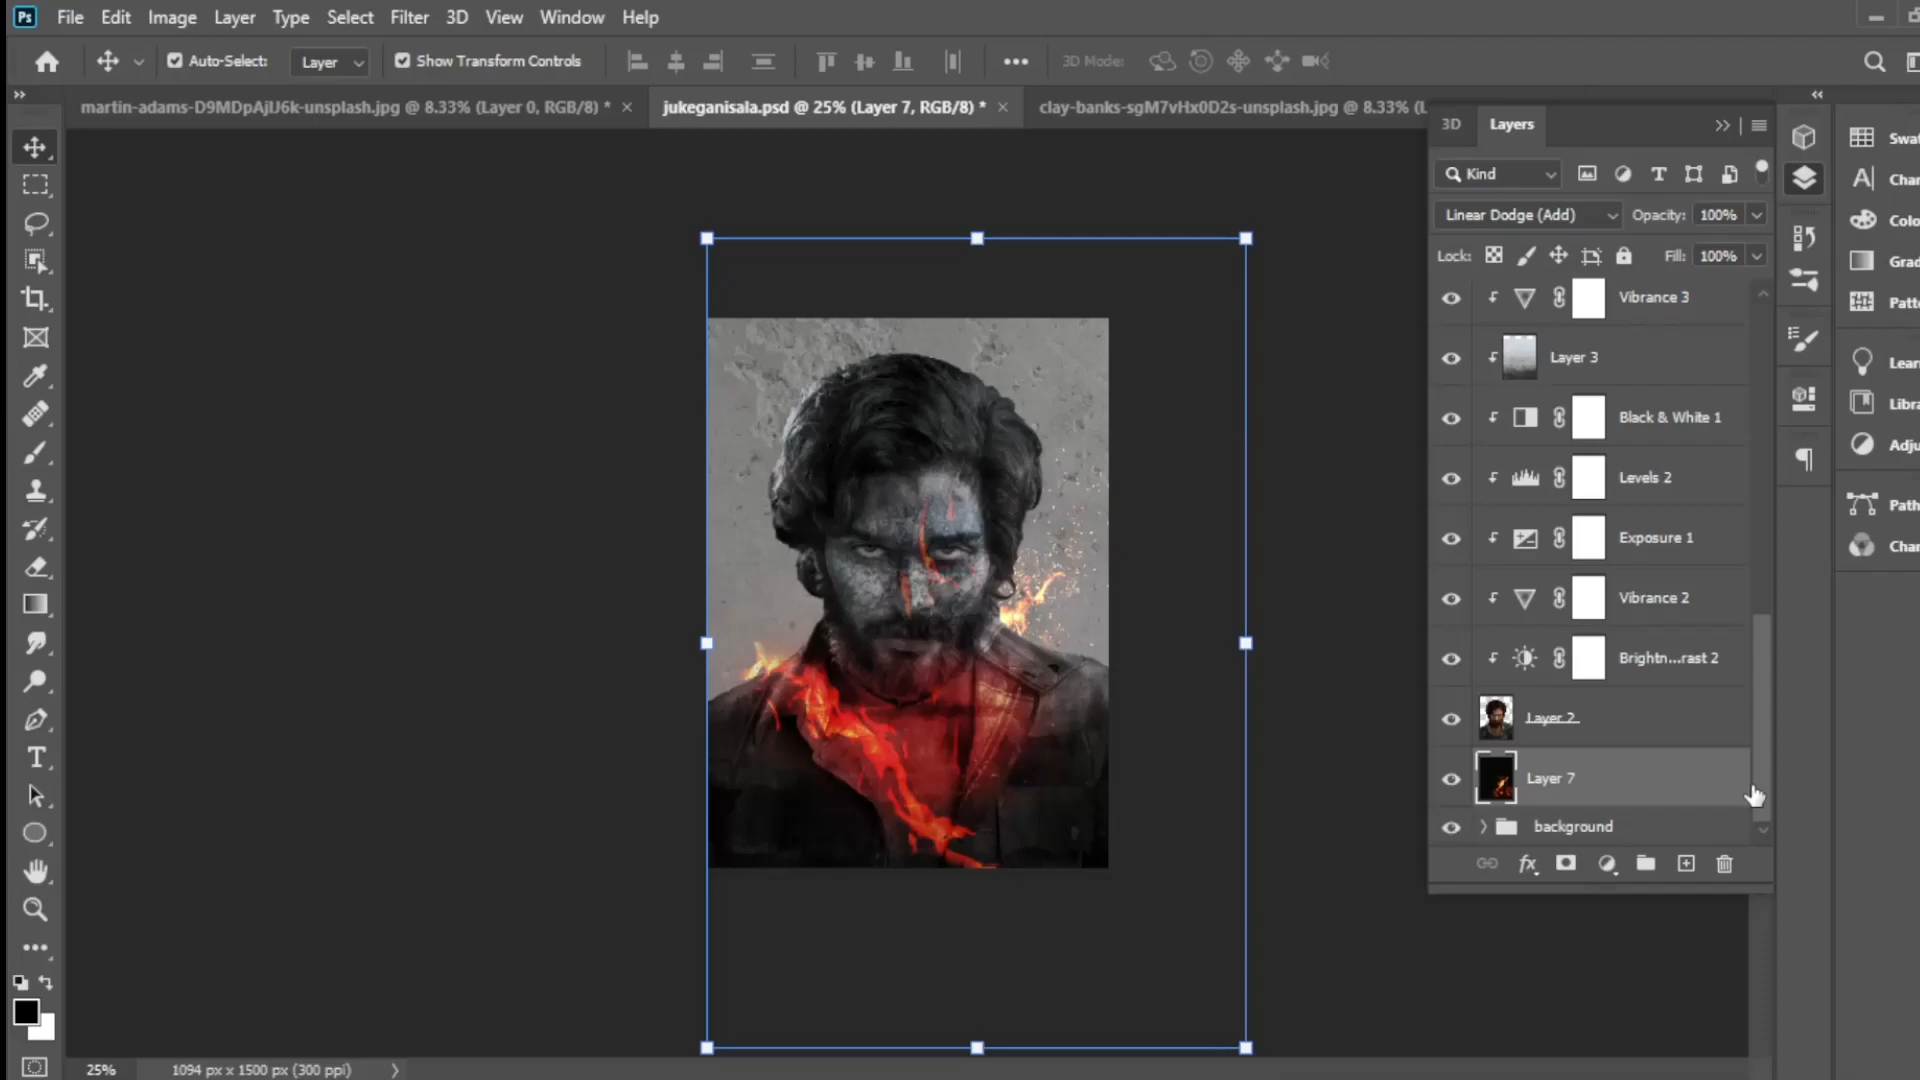 Ps File Edit Image Layer Type Select Filter 3D View Window Help
Auto-Select: Layer Show Transform Controls 3D Mode:
martin-adams-D9MDpAjU6k-unsplash.jpg @ 8.33% (Layer 0, RGB/8) * jukeganisala.psd @ 25% (Layer 7, RGB/8) * clay-banks-sgM7vHx0D2s-unsplash.jpg @ 8.33% (L
3D Layers
Kind
Linear Dodge (Add) Opacity: 100%
Lock: Fill: 100%
Vibrance 3
Layer 3
Black & White 1
Levels 2
Exposure 1
Vibrance 2
Brightn...rast 2
Layer 2
Layer 7
background
fx
Swat
Char
Colo
Grad
Patt
Lear
Libra
Adju
Path
Char
25% 1094 px x 1500 px (300 ppi)